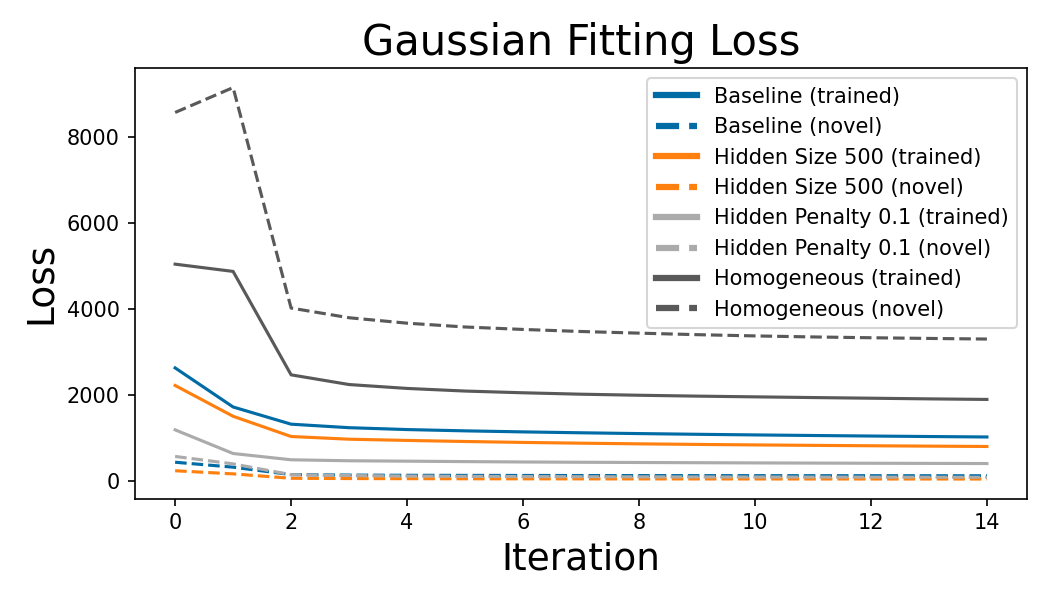 Gaussian Fitting Loss
Loss
8000
6000
4000
2000
0
Baseline (trained)
Baseline (novel)
Hidden Size 500 (trained)
Hidden Size 500 (novel)
Hidden Penalty 0.1 (trained)
Hidden Penalty 0.1 (novel)
Homogeneous (trained)
Homogeneous (novel)
0 2 4 6 8 10 12 14
Iteration